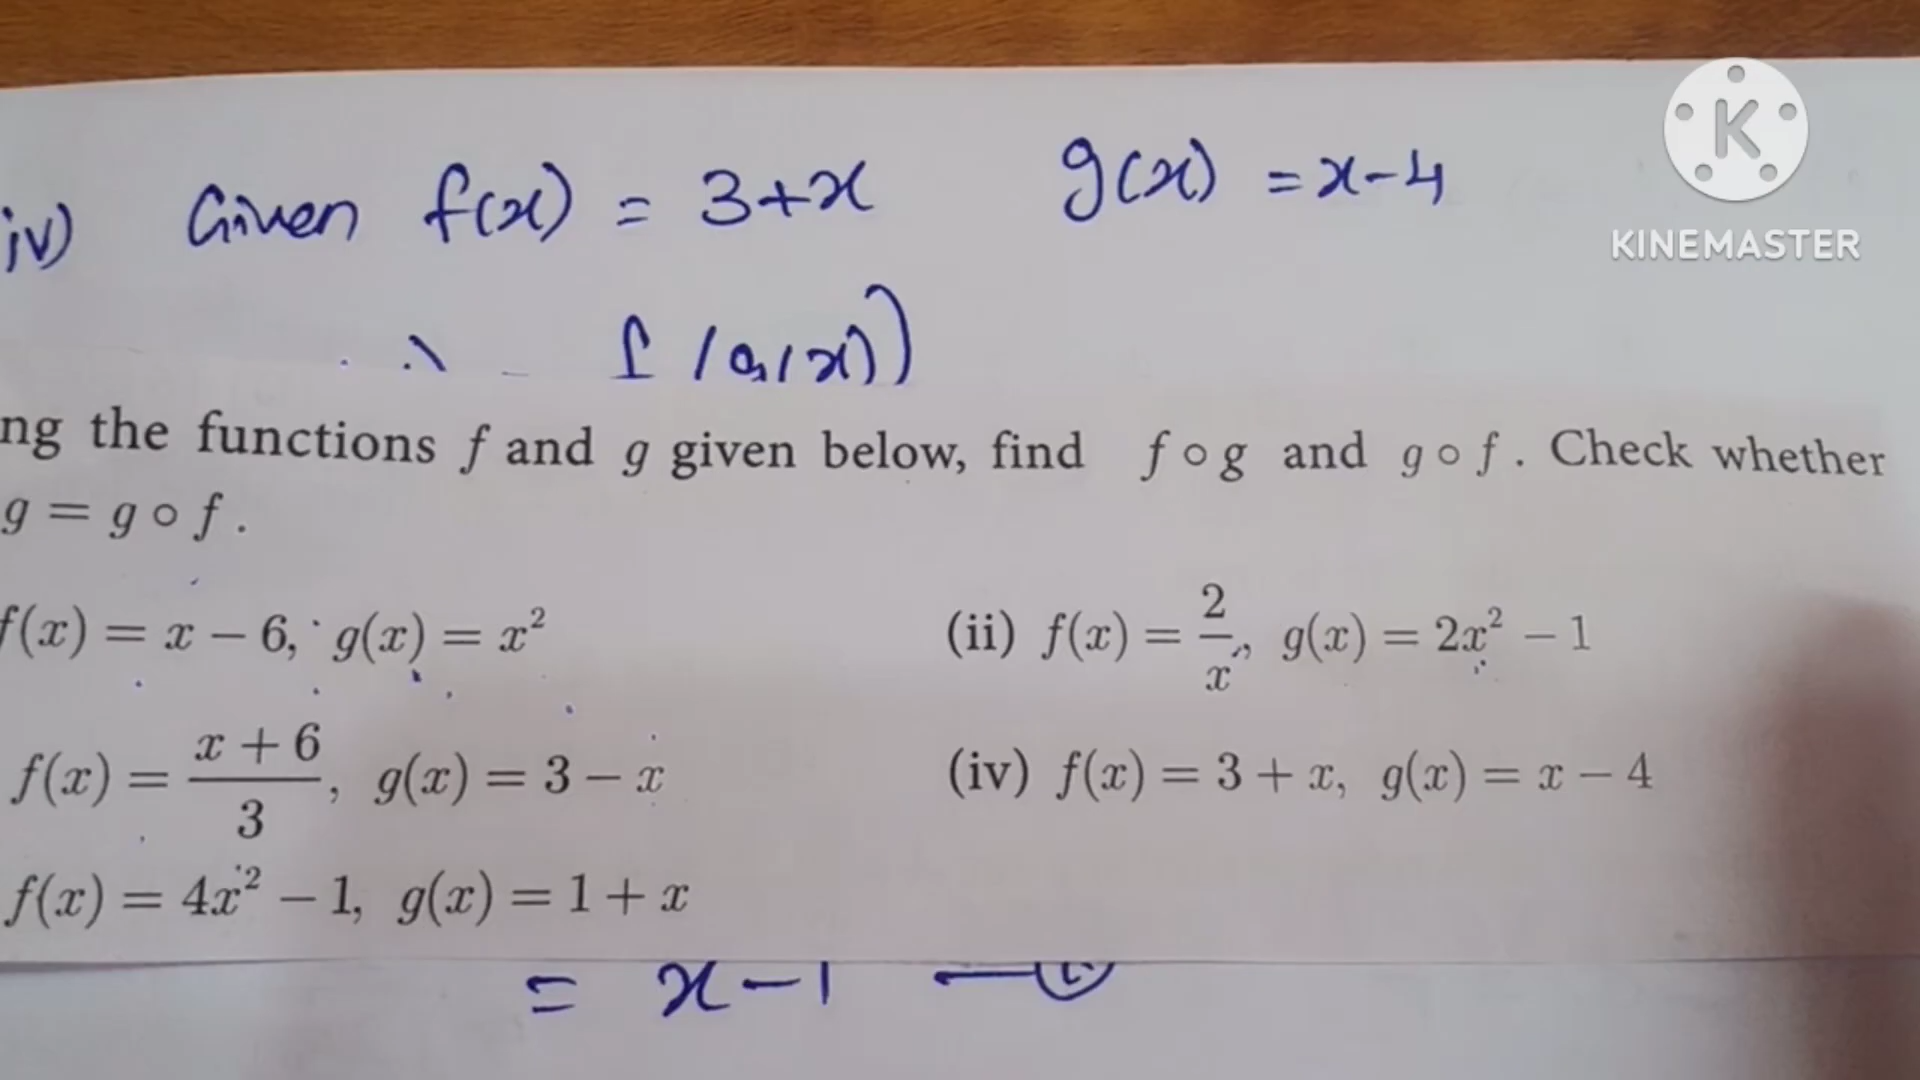 iv) Given f(x) = 3+x g(x) = x-4
KINEMASTER
f(g(x))
the functions f and g given below, find f∘g and g∘f. Check whether
g = g∘f.
f(x) = x − 6, g(x) = x²
(ii) f(x) = 2/x, g(x) = 2x² − 1
f(x) = (x + 6)/3, g(x) = 3 − x
(iv) f(x) = 3 + x, g(x) = x − 4
f(x) = 4x² − 1, g(x) = 1 + x
= x-1